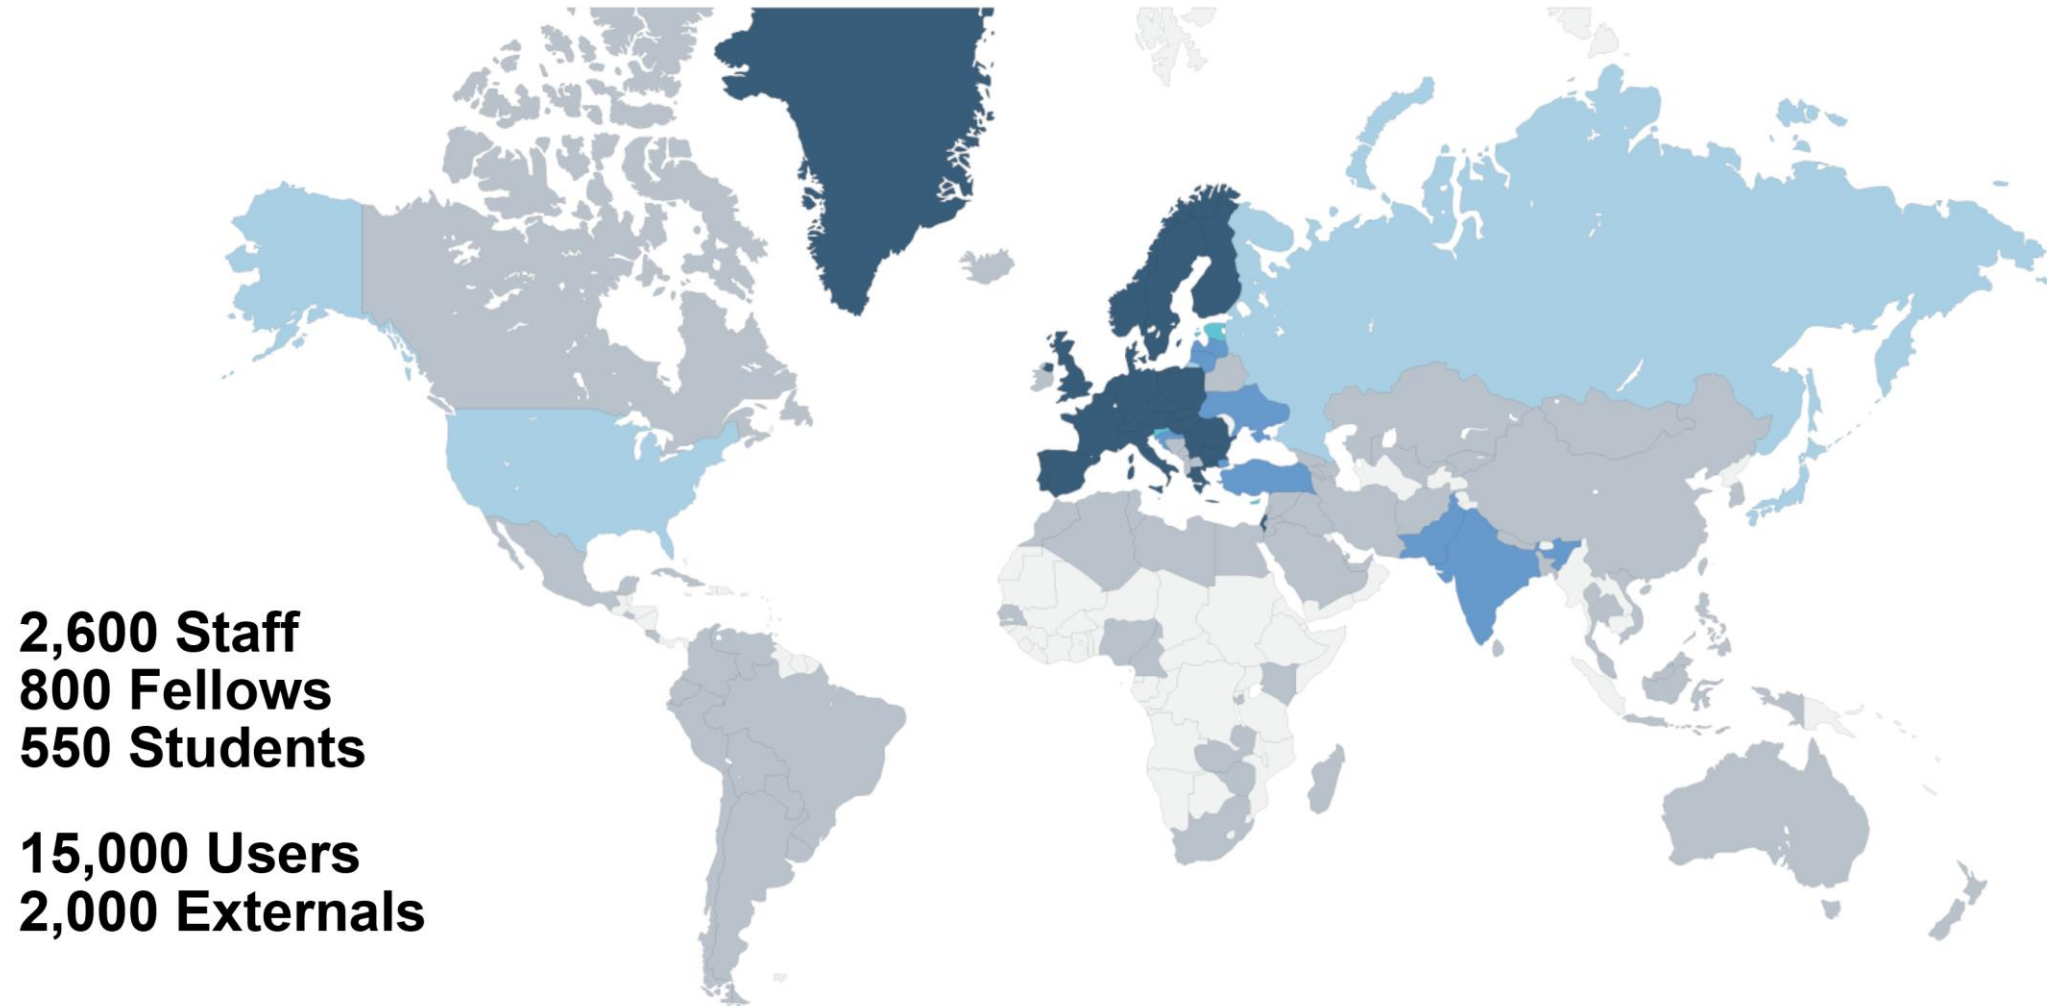 2,600 Staff
800 Fellows
550 Students
15,000 Users
2,000 Externals